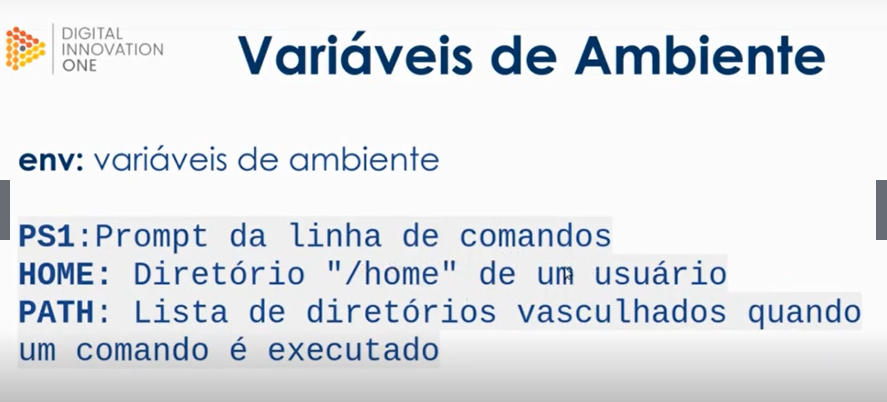 DIGITAL
INNOVATION
ONE
Variáveis de Ambiente
env: variáveis de ambiente
PS1:Prompt da linha de comandos
HOME: Diretório "/home" de um usuário
PATH: Lista de diretórios vasculhados quando
um comando é executado